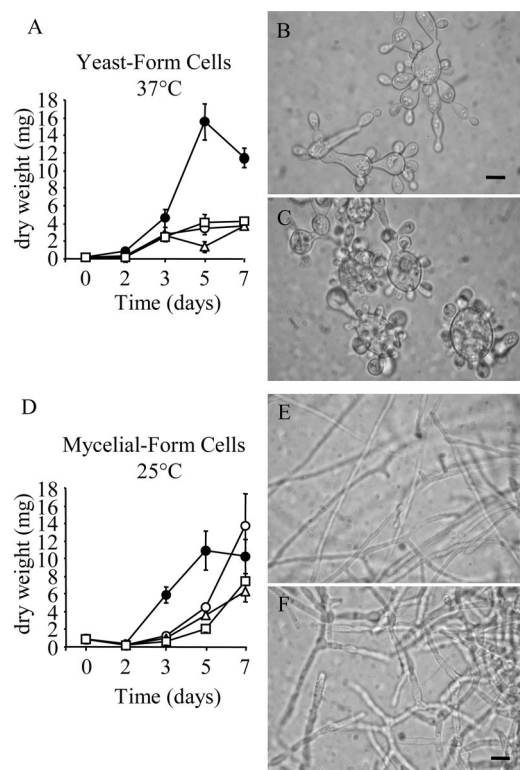 A
Yeast-Form Cells
37°C
dry weight (mg)
18
16
14
12
10
8
6
4
2
0
0 2 3 5 7
Time (days)
B
C
D
Mycelial-Form Cells
25°C
dry weight (mg)
18
16
14
12
10
8
6
4
2
0
0 2 3 5 7
Time (days)
E
F